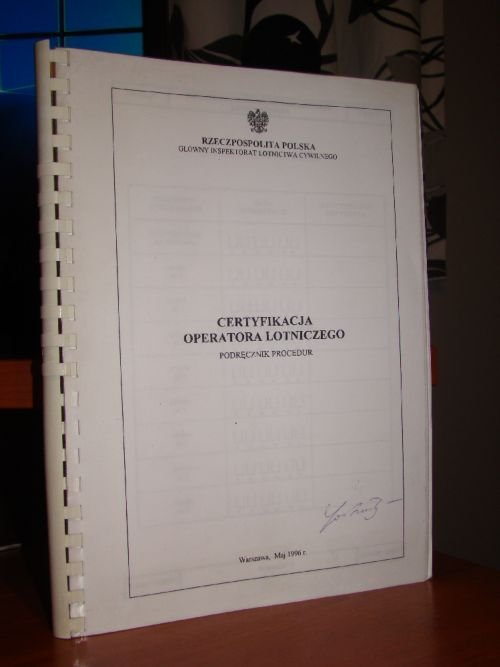 RZECZPOSPOLITA POLSKA
GŁÓWNY INSPEKTORAT LOTNICTWA CYWILNEGO
CERTYFIKACJA
OPERATORA LOTNICZEGO
PODRĘCZNIK PROCEDUR
Warszawa, Maj 1996 r.